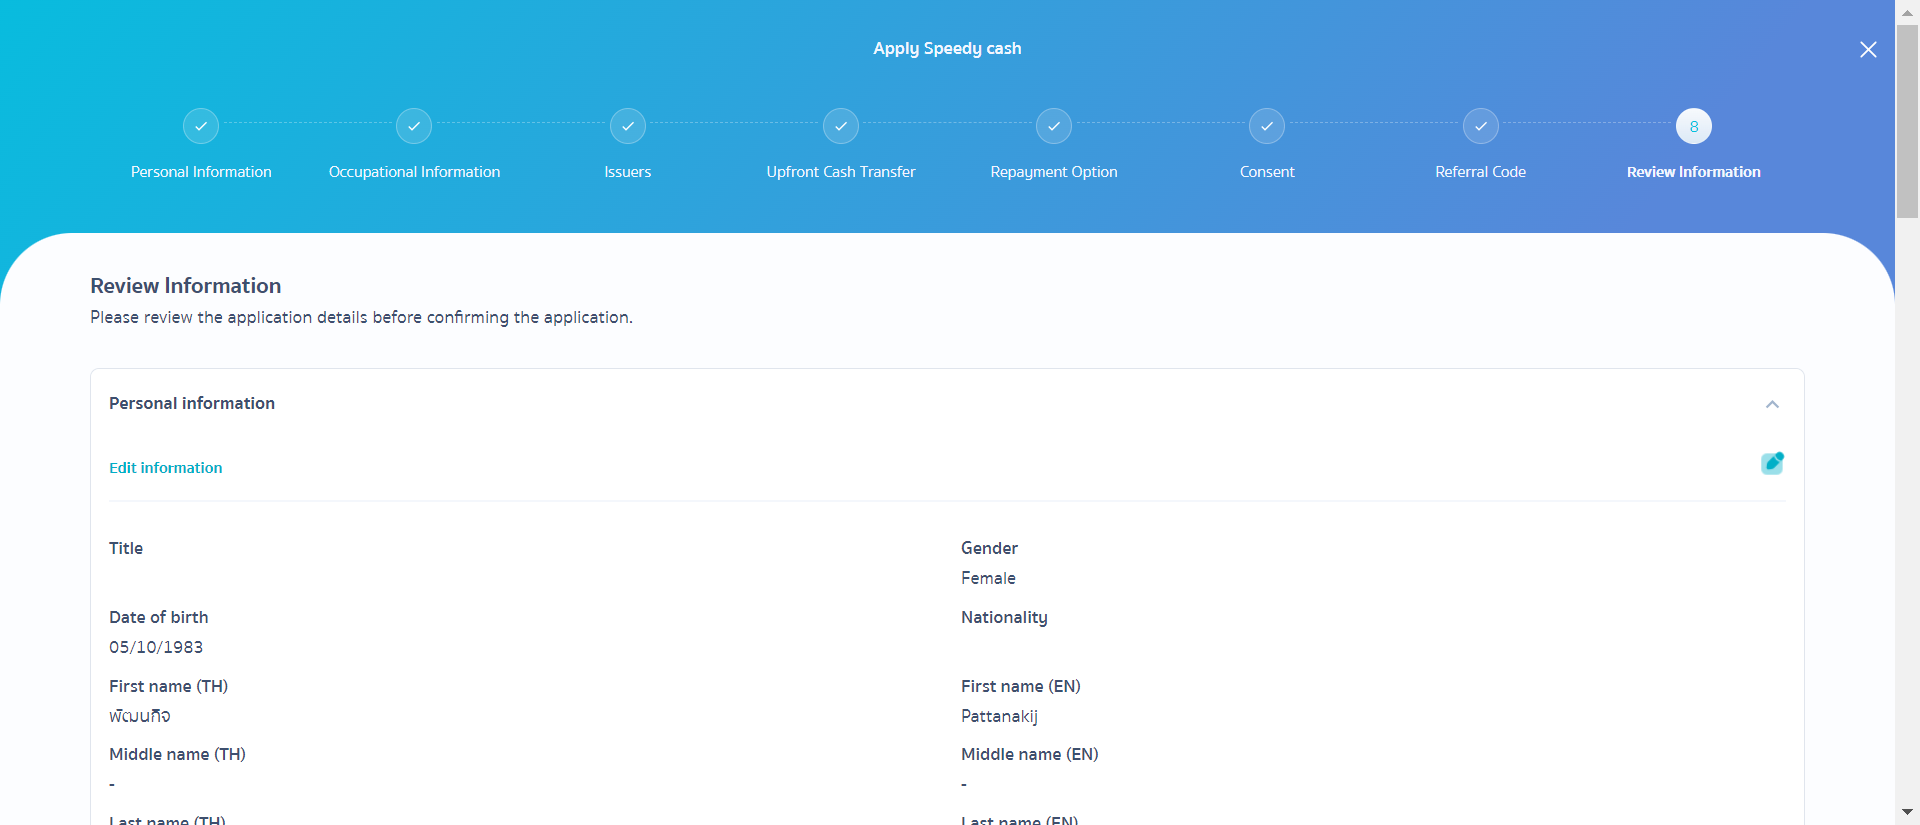 Apply Speedy cash
8
Personal Information
Occupational Information
Issuers
Upfront Cash Transfer
Repayment Option
Consent
Referral Code
Review Information
Review Information
Please review the application details before confirming the application.
Personal information
Edit information
Title
Gender
Female
Date of birth
Nationality
05/10/1983
First name (TH)
First name (EN)
พัฒนกิจ
Pattanakij
Middle name (TH)
Middle name (EN)
-
-
Last name (TH)
Last name (EN)